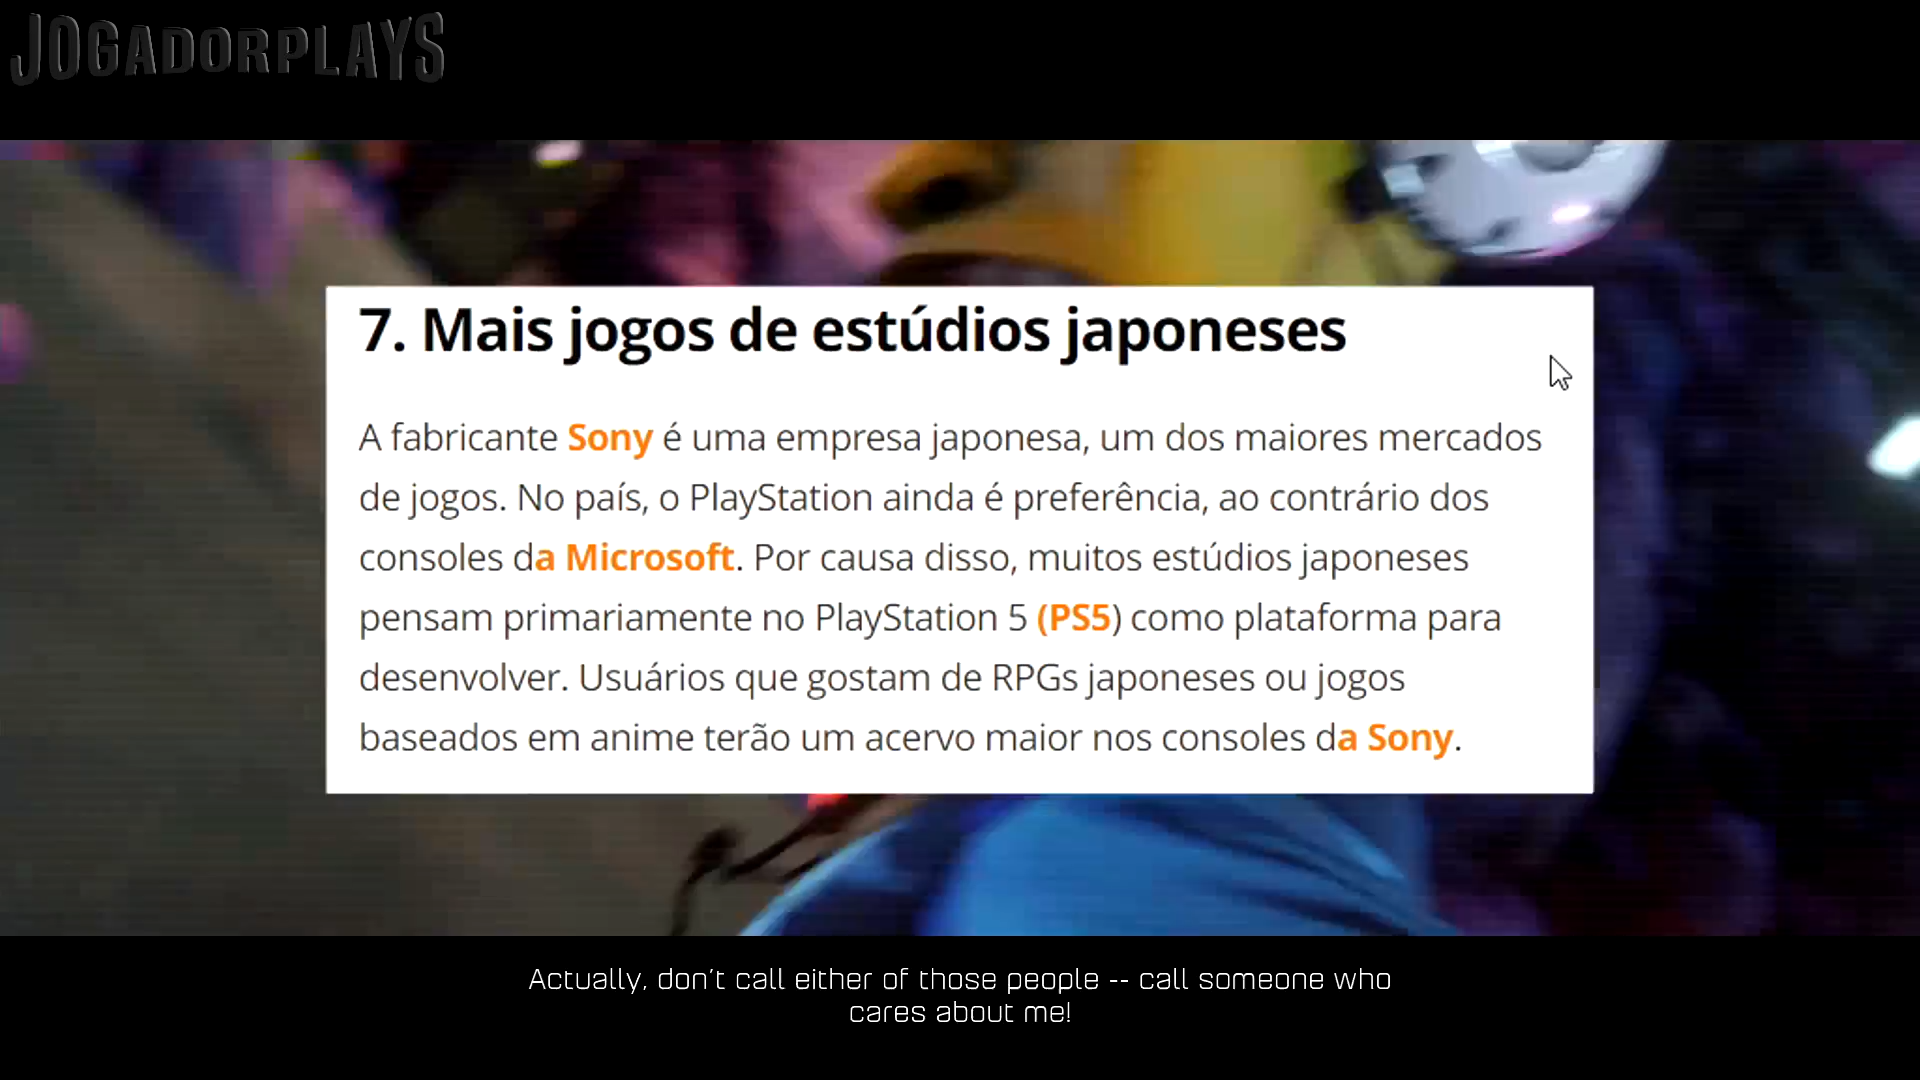 JOGADORPLAYS
7. Mais jogos de estúdios japoneses
A fabricante Sony é uma empresa japonesa, um dos maiores mercados
de jogos. No país, o PlayStation ainda é preferência, ao contrário dos
consoles da Microsoft. Por causa disso, muitos estúdios japoneses
pensam primariamente no PlayStation 5 (PS5) como plataforma para
desenvolver. Usuários que gostam de RPGs japoneses ou jogos
baseados em anime terão um acervo maior nos consoles da Sony.
Actually, don't call either of those people -- call someone who
cares about me!